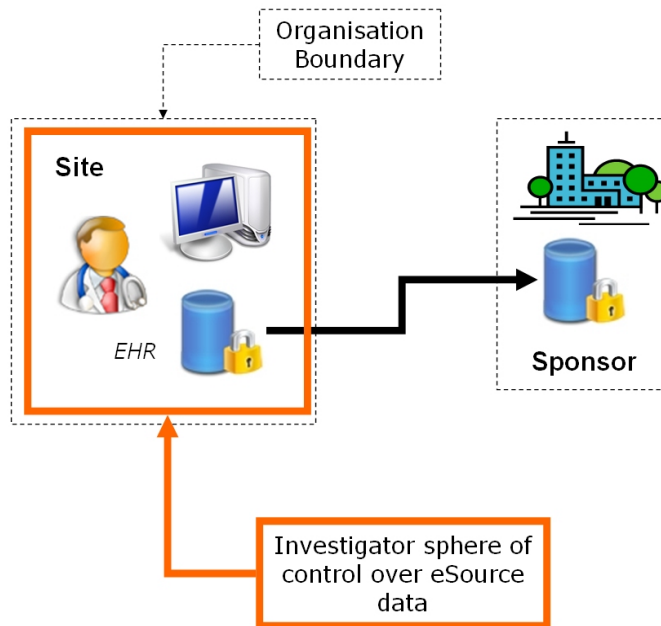 Organisation
Boundary
Site
EHR
Sponsor
Investigator sphere of
control over eSource
data